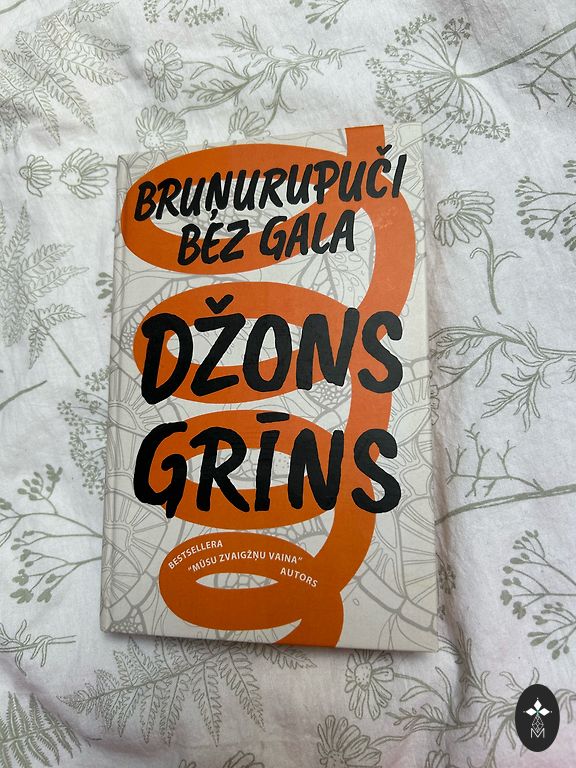 BRUŅURUPUČI
BEZ GALA
DŽONS
GRĪNS
BESTSELLERA
"MŪSU ZVAIGŽŅU VAINA"
AUTORS